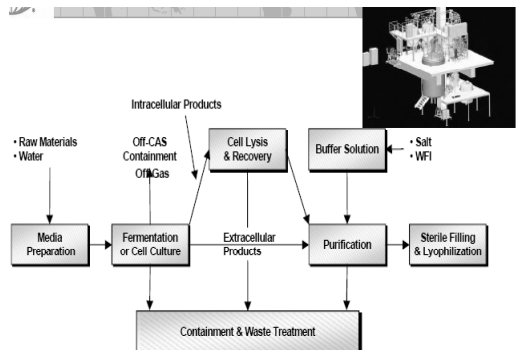 Intracellular Products
• Raw Materials
• Water
Off-CAS
Containment
Off Gas
Cell Lysis
& Recovery
Buffer Solution
• Salt
• WFI
Media
Preparation
Fermentation
or Cell Culture
Extracellular
Products
Purification
Sterile Filling
& Lyophilization
Containment & Waste Treatment